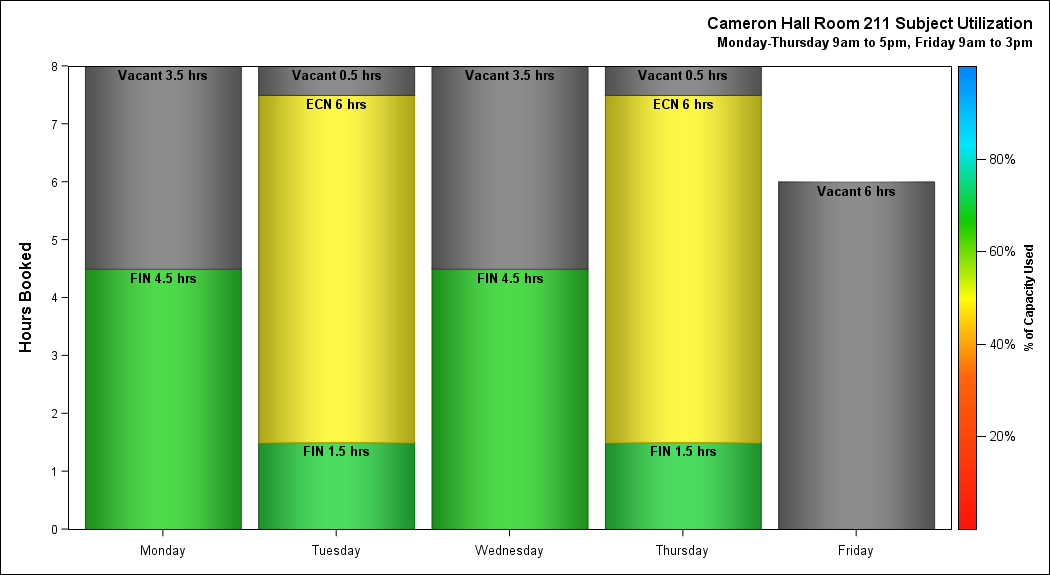 Cameron Hall Room 211 Subject Utilization
Monday-Thursday 9am to 5pm, Friday 9am to 3pm
Hours Booked
8
7
6
5
4
3
2
1
0
Vacant 3.5 hrs
FIN 4.5 hrs
Vacant 0.5 hrs
ECN 6 hrs
FIN 1.5 hrs
Vacant 3.5 hrs
FIN 4.5 hrs
Vacant 0.5 hrs
ECN 6 hrs
FIN 1.5 hrs
Vacant 6 hrs
Monday
Tuesday
Wednesday
Thursday
Friday
80%
60%
40%
20%
% of Capacity Used